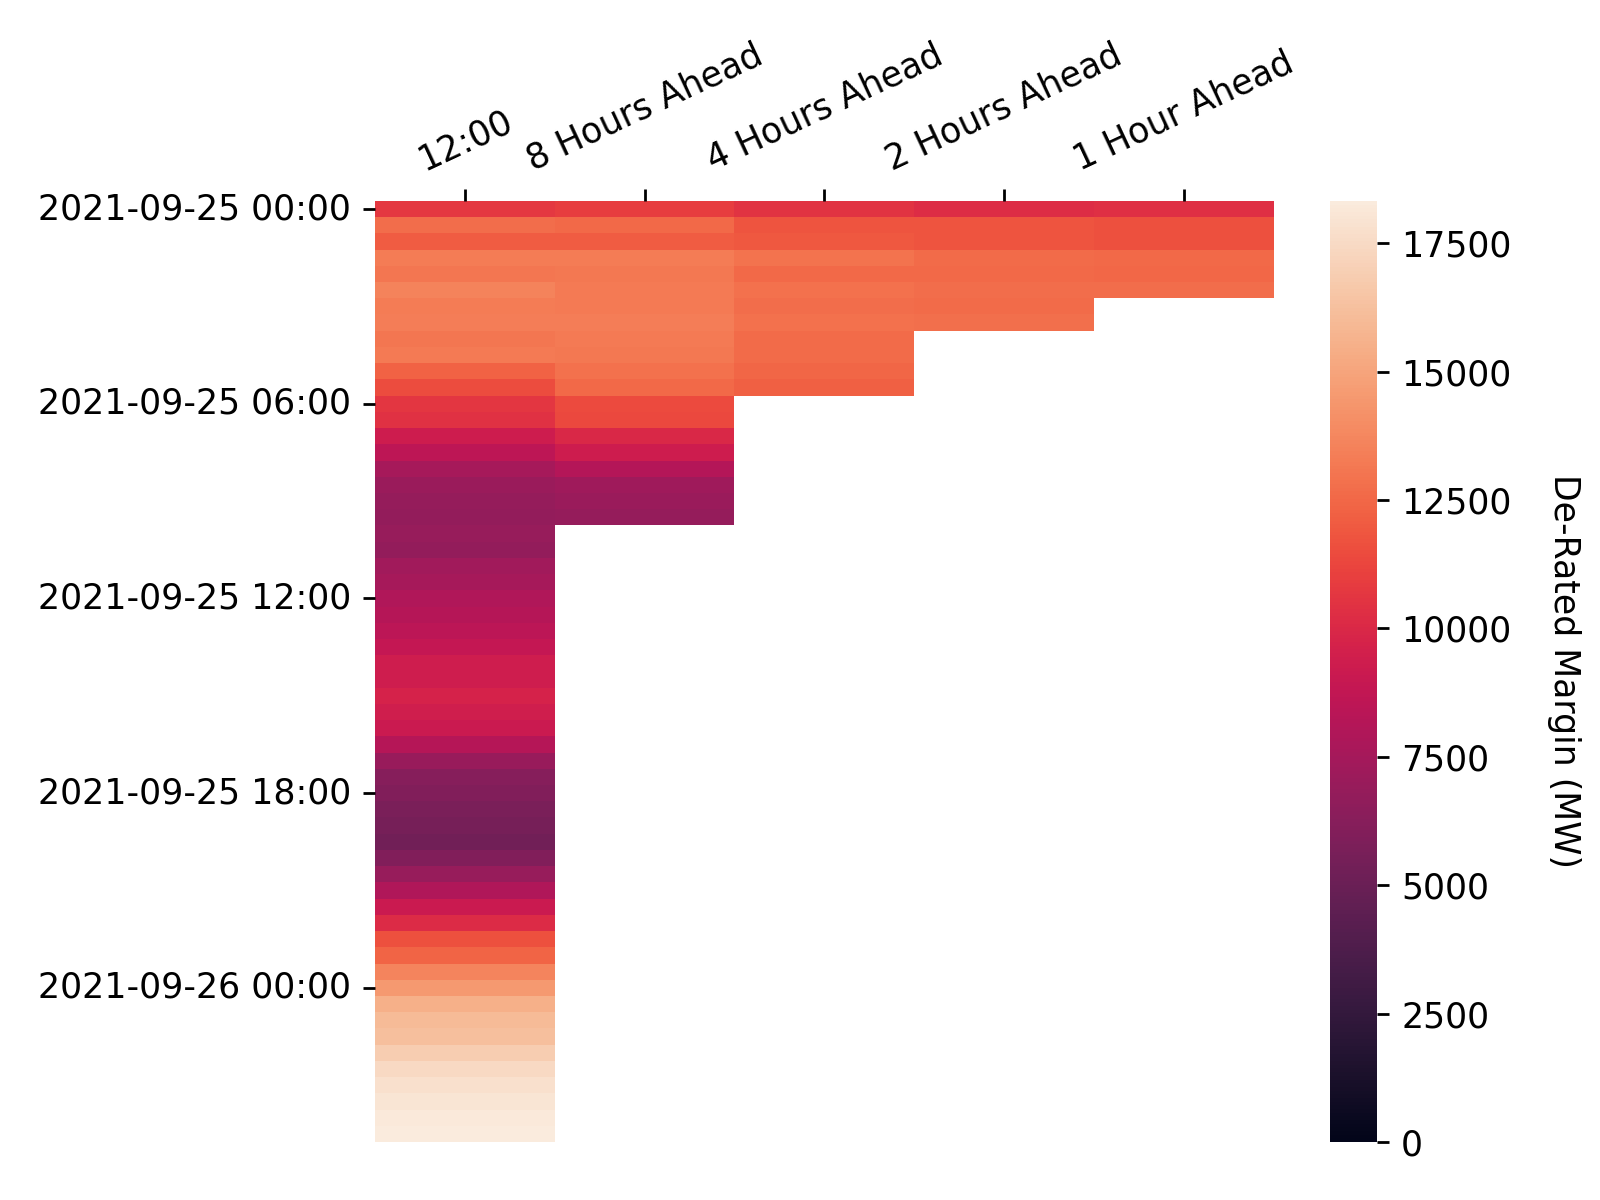 12:00
8 Hours Ahead
4 Hours Ahead
2 Hours Ahead
1 Hour Ahead
2021-09-25 00:00
2021-09-25 06:00
2021-09-25 12:00
2021-09-25 18:00
2021-09-26 00:00
17500
15000
12500
10000
7500
5000
2500
0
De-Rated Margin (MW)